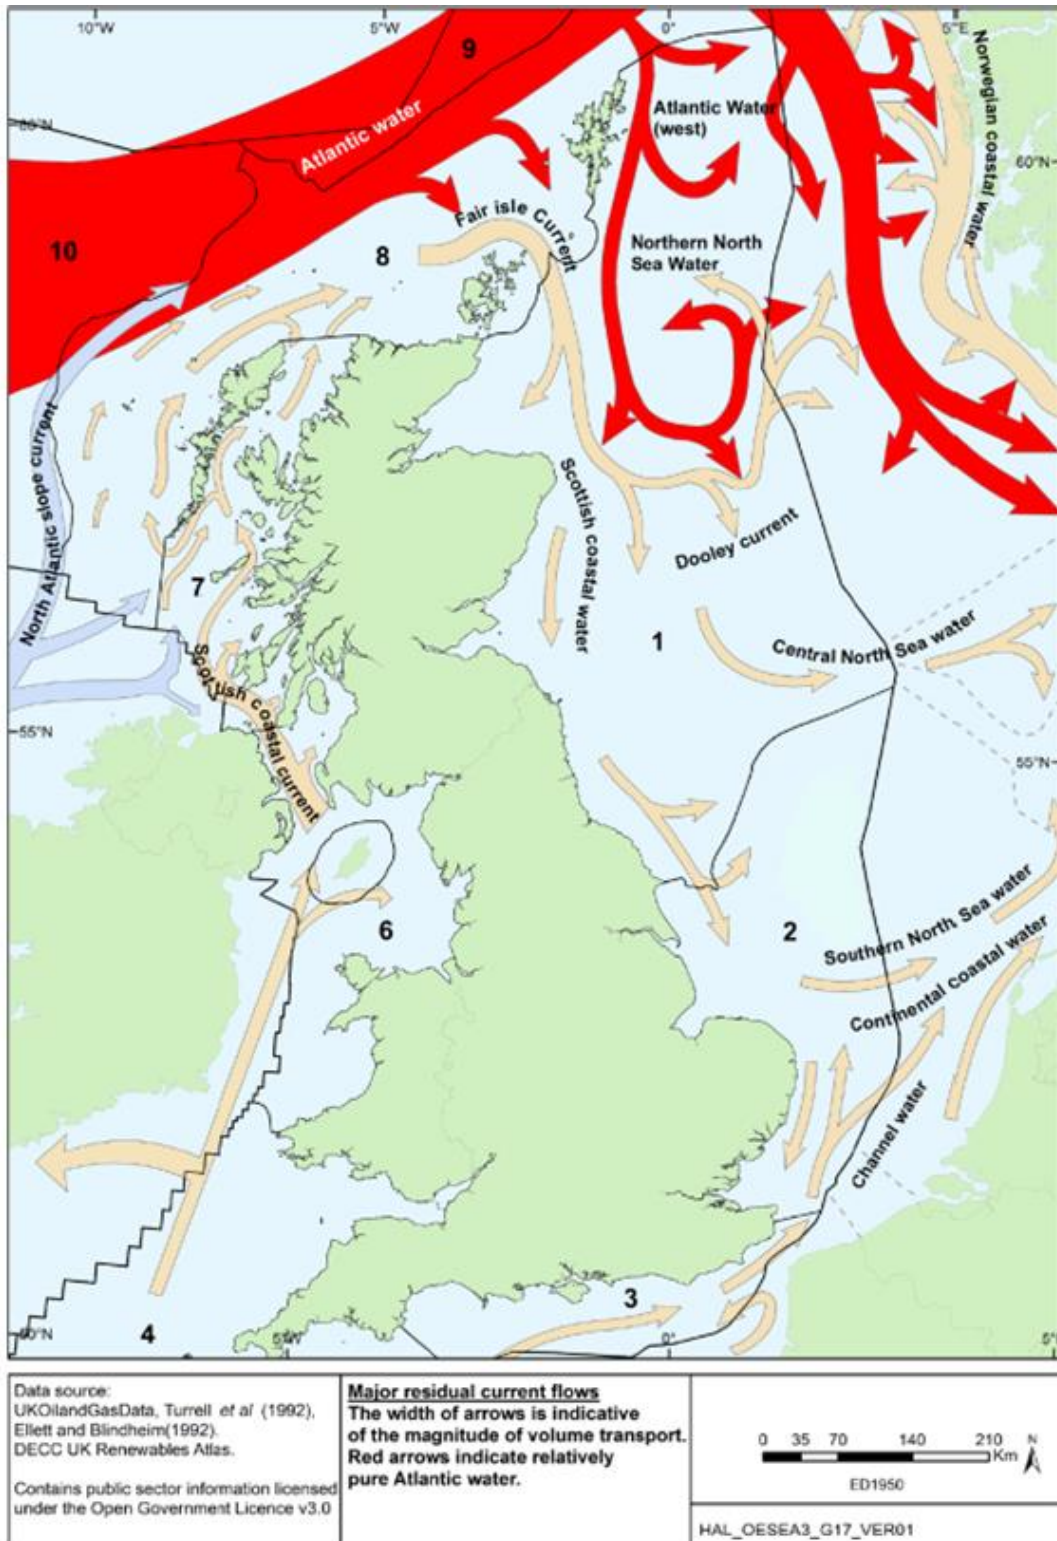 10°W
5°W
0°
5°E
9
Norwegian coastal water
Atlantic water
Atlantic Water
(west)
60°N
60°N
Fair isle Current
10
8
Northern North
Sea Water
North Atlantic slope current
Scottish coastal water
Dooley current
7
1
Central North Sea water
Scottish coastal current
55°N
55°N
6
2
Southern North Sea water
Continental coastal water
Channel water
3
4
50°N
5°W
0°
Data source:
UKOilandGasData, Turrell et al (1992),
Ellett and Blindheim(1992).
DECC UK Renewables Atlas.
Contains public sector information licensed
under the Open Government Licence v3.0
Major residual current flows
The width of arrows is indicative
of the magnitude of volume transport.
Red arrows indicate relatively
pure Atlantic water.
0 35 70 140 210
Km
N
ED1950
HAL_OESEA3_G17_VER01